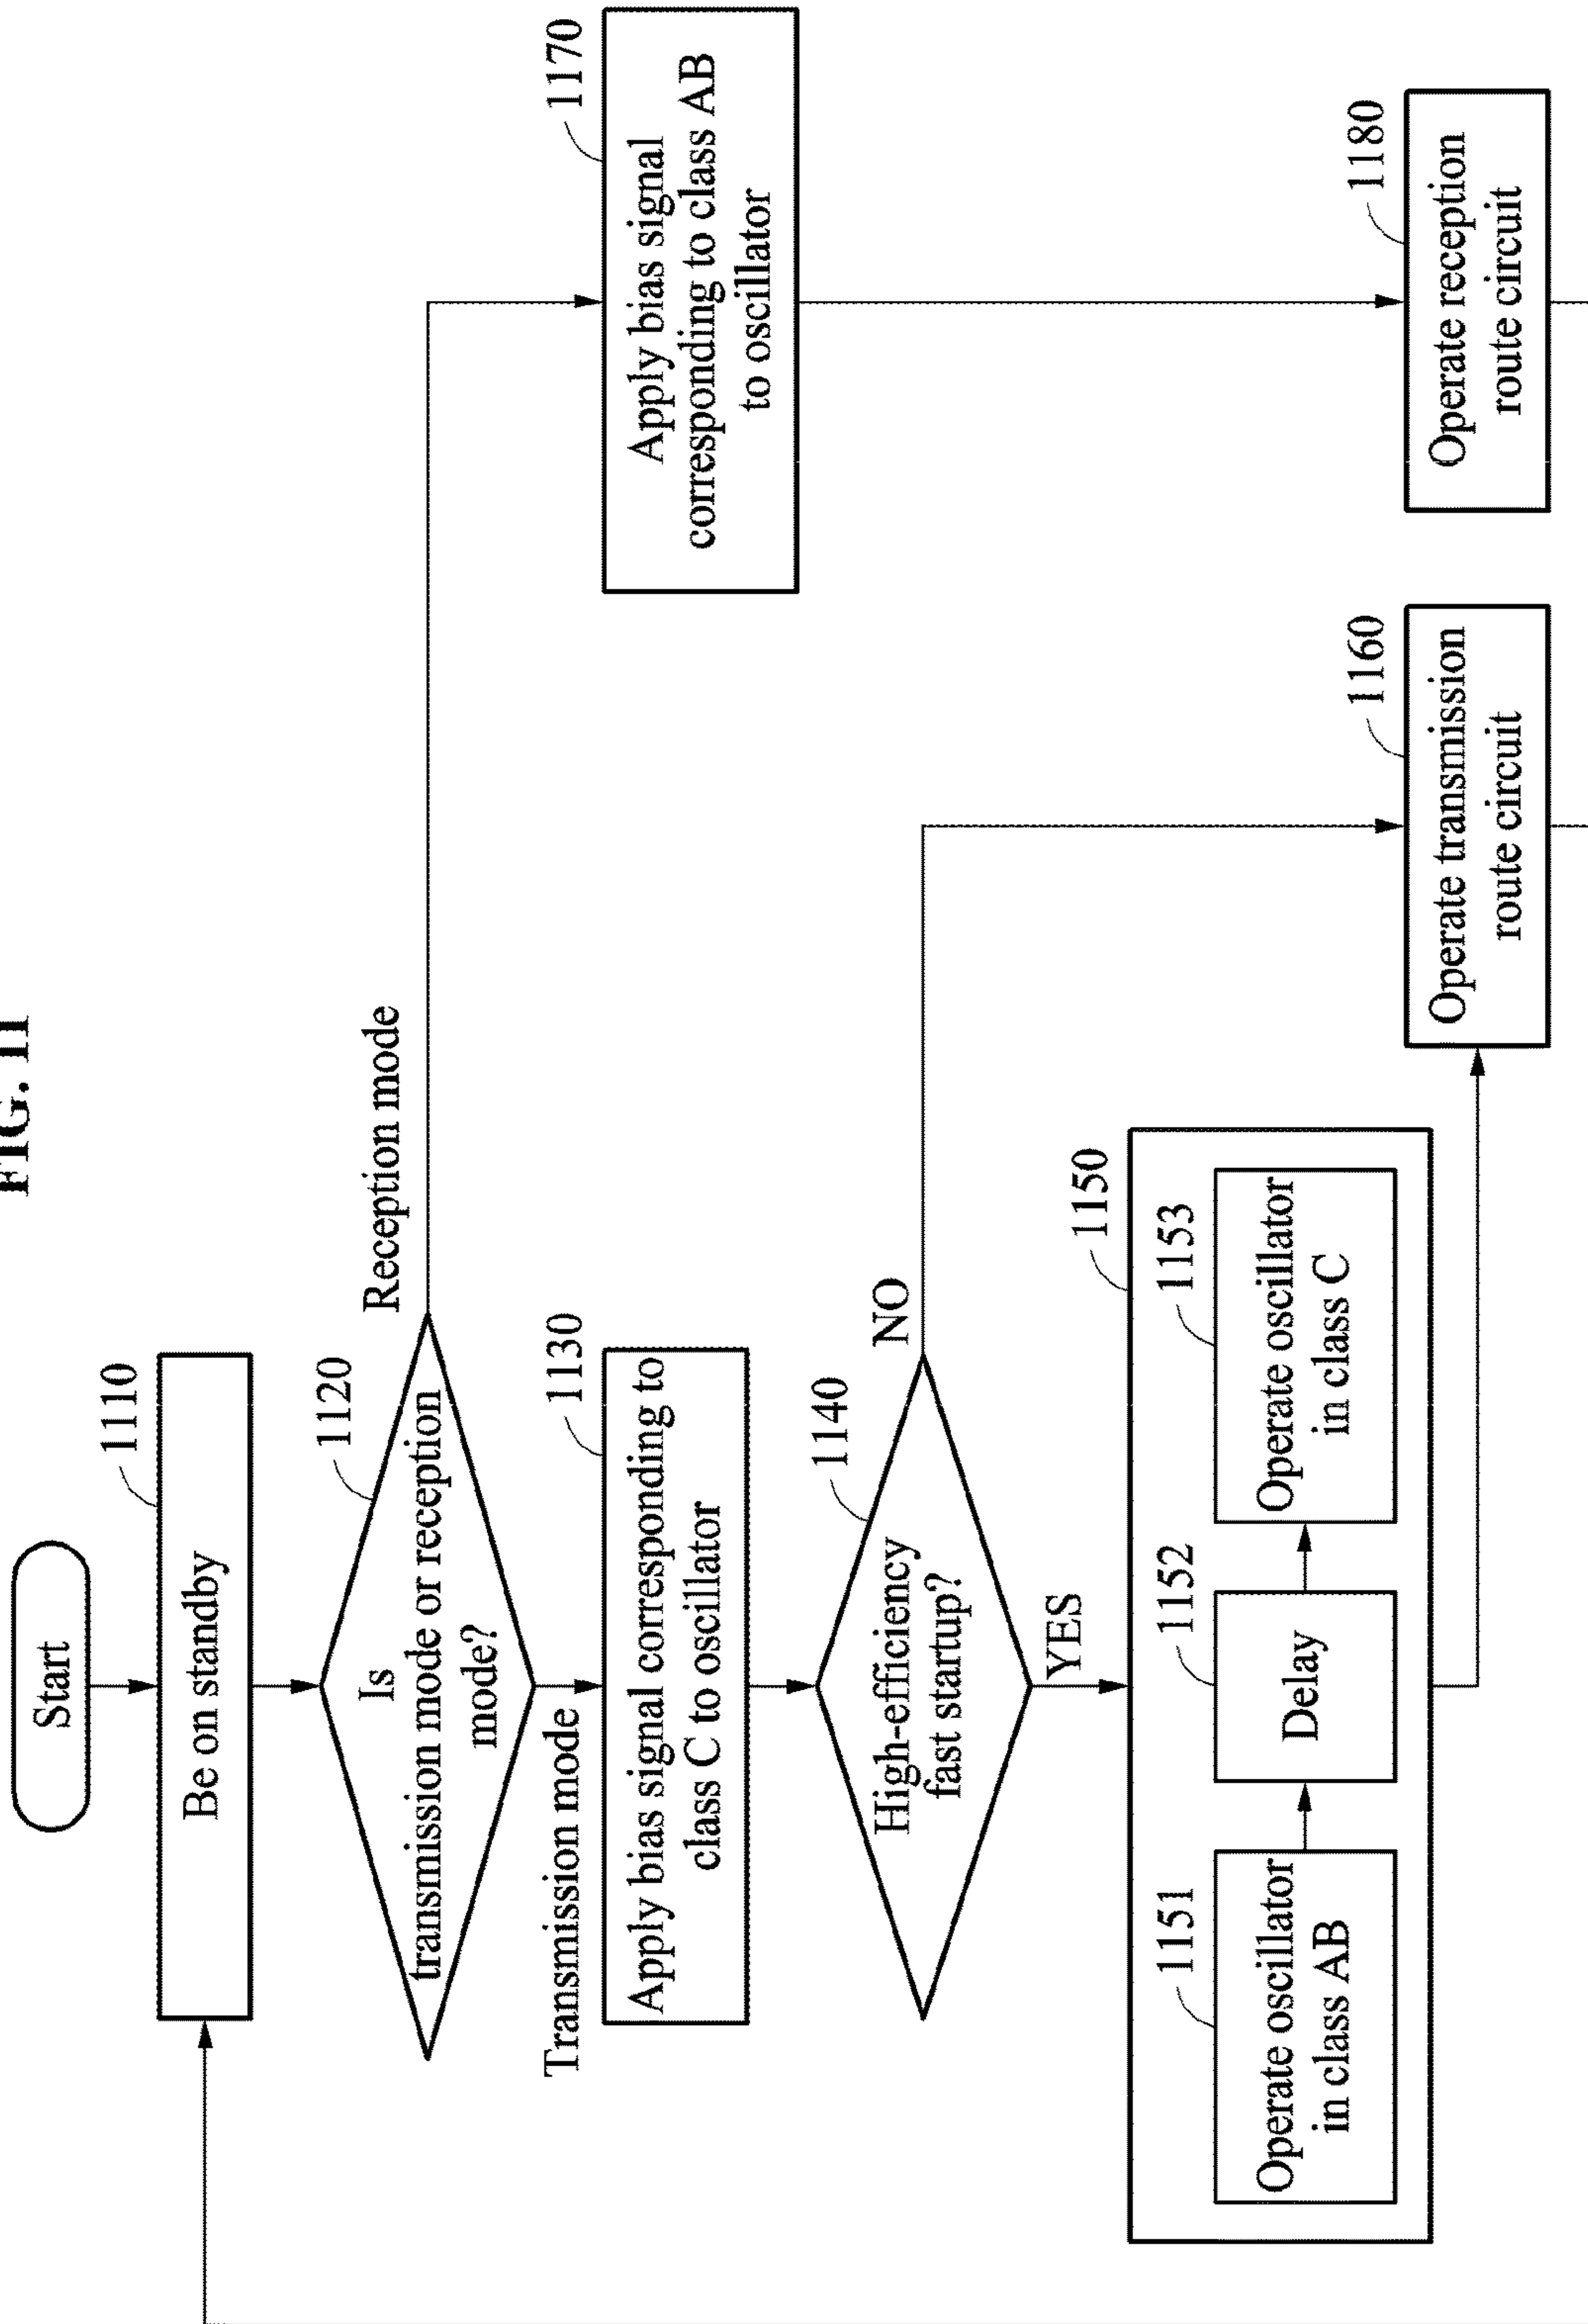 FIG. 11
Start
1110
Be on standby
1120
Is
transmission mode or reception
mode?
Reception mode
Transmission mode
1130
Apply bias signal corresponding to
class C to oscillator
1170
Apply bias signal
corresponding to class AB
to oscillator
1140
High-efficiency
fast startup?
NO
YES
1150
1151
Operate oscillator
in class AB
1152
Delay
1153
Operate oscillator
in class C
1160
Operate transmission
route circuit
1180
Operate reception
route circuit